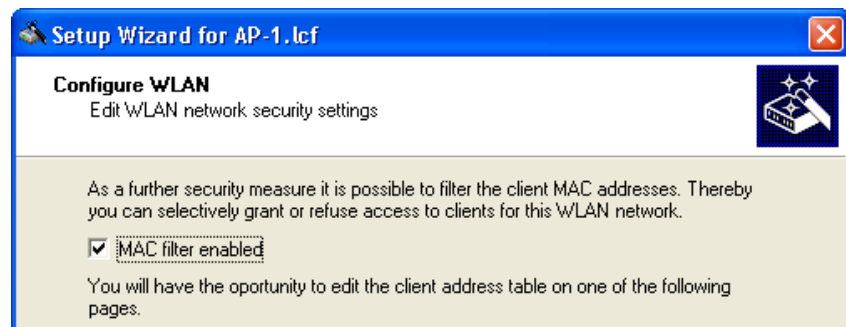 Setup Wizard for AP-1.lcf
Configure WLAN
Edit WLAN network security settings
As a further security measure it is possible to filter the client MAC addresses. Thereby
you can selectively grant or refuse access to clients for this WLAN network.
MAC filter enabled
You will have the oportunity to edit the client address table on one of the following
pages.